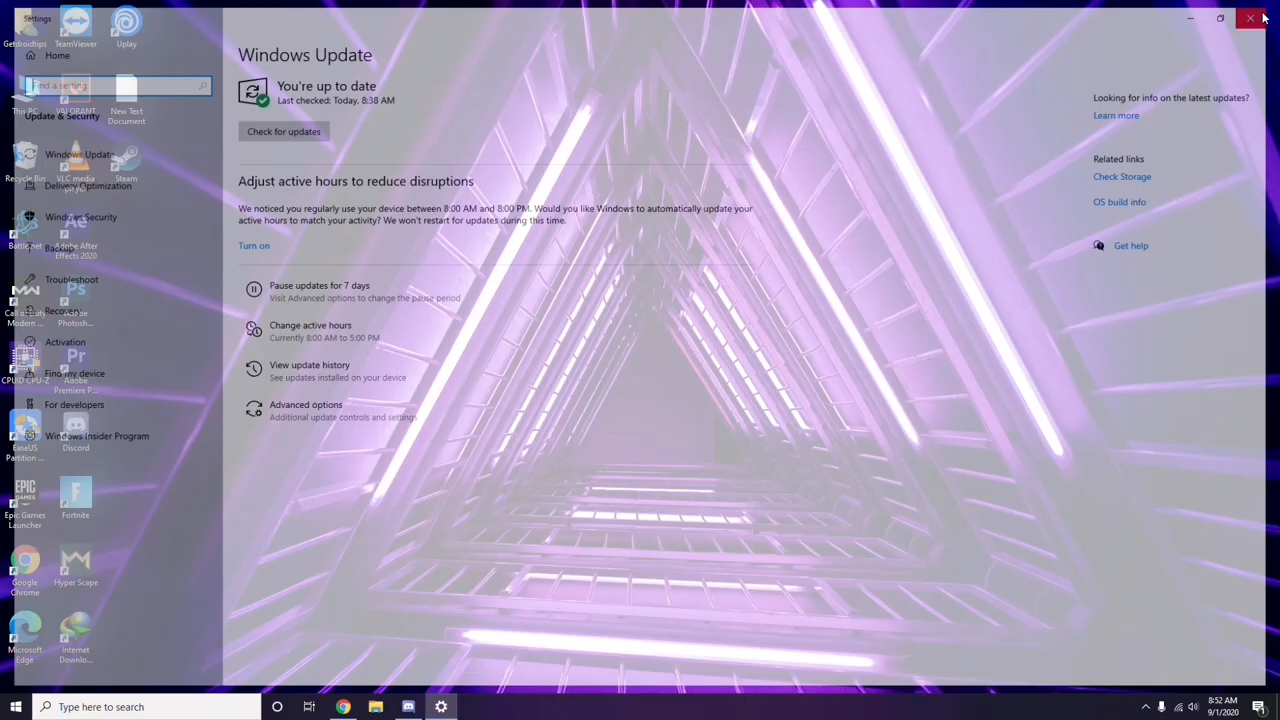 Settings
Home
Find a setting
Update & Security
Windows Update
Delivery Optimization
Windows Security
Backup
Troubleshoot
Recovery
Activation
Find my device
For developers
Windows Insider Program
Windows Update
You're up to date
Last checked: Today, 8:38 AM
Check for updates
Adjust active hours to reduce disruptions
We noticed you regularly use your device between 8:00 AM and 8:00 PM. Would you like Windows to automatically update your
active hours to match your activity? We won't restart for updates during this time.
Turn on
Pause updates for 7 days
Visit Advanced options to change the pause period
Change active hours
Currently 8:00 AM to 5:00 PM
View update history
See updates installed on your device
Advanced options
Additional update controls and settings
Looking for info on the latest updates?
Learn more
Related links
Check Storage
OS build info
Get help
Getdroidtips
TeamViewer
Uplay
This PC
VALORANT
New Text
Document
Recycle Bin
VLC media
player
Steam
Battle.net
Ae
Adobe After
Effects 2020
Call of Duty
Modern ...
Ps
Adobe
Photosh...
CPUID CPU-Z
Pr
Adobe
Premiere P...
EaseUS
Partition ...
Discord
EPIC
GAMES
Epic Games
Launcher
F
Fortnite
Google
Chrome
Hyper Scape
Microsoft
Edge
Internet
Downlo...
Type here to search
8:52 AM
9/1/2020
1